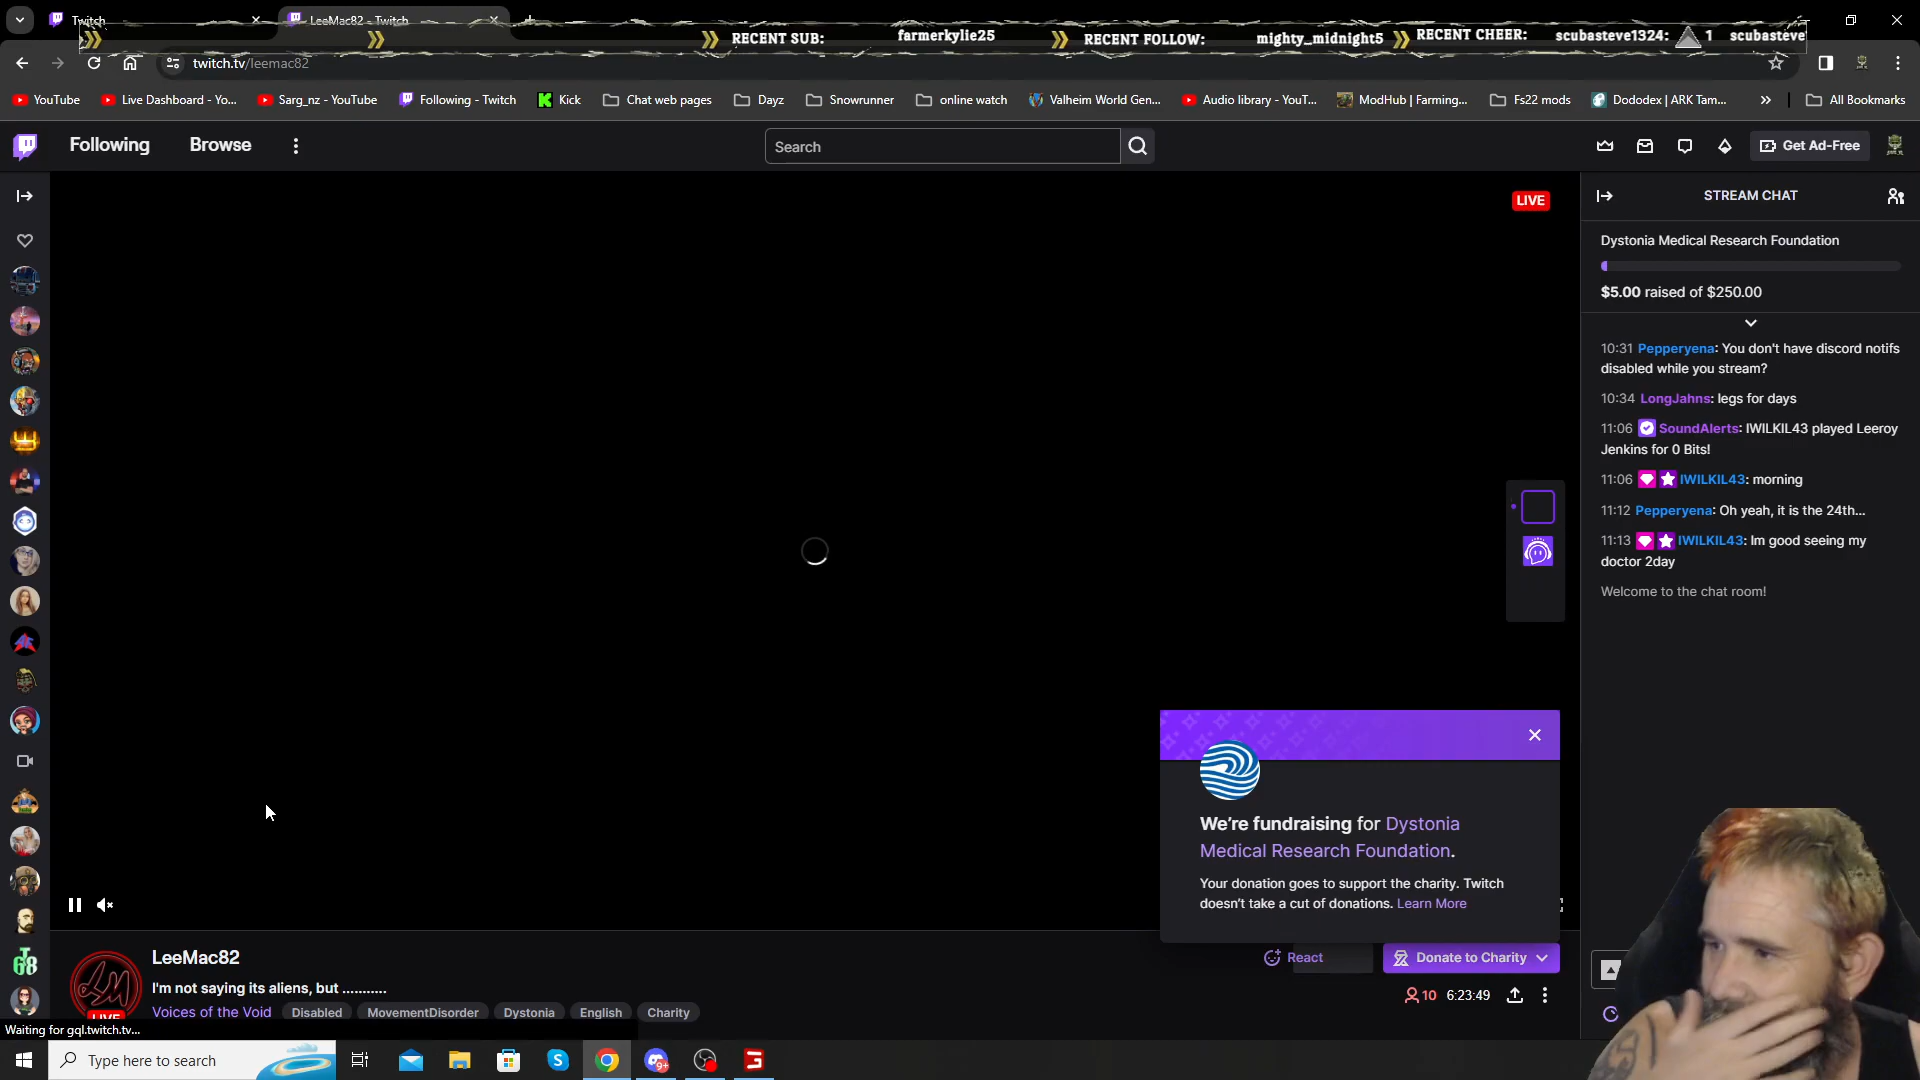 Twitch
LeeMac82 - Twitch
RECENT SUB: farmerkylie25 RECENT FOLLOW: mighty_midnight5 RECENT CHEER: scubasteve1324: 1 scubasteve
twitch.tv/leemac82
YouTube Live Dashboard - Yo... Sarg_nz - YouTube Following - Twitch Kick Chat web pages Dayz Snowrunner online watch Valheim World Gen... Audio library - YouT... ModHub | Farming... Fs22 mods Dododex | ARK Tam... All Bookmarks
Following Browse Search Get Ad-Free
LIVE
STREAM CHAT
Dystonia Medical Research Foundation
$5.00 raised of $250.00
10:31 Pepperyena: You don't have discord notifs
disabled while you stream?
10:34 LongJahns: legs for days
11:06 SoundAlerts: IWILKIL43 played Leeroy
Jenkins for 0 Bits!
11:06 IWILKIL43: morning
11:12 Pepperyena: Oh yeah, it is the 24th...
11:13 IWILKIL43: Im good seeing my
doctor 2day
Welcome to the chat room!
We're fundraising for Dystonia
Medical Research Foundation.
Your donation goes to support the charity. Twitch
doesn't take a cut of donations. Learn More
LM
LIVE
LeeMac82
I'm not saying its aliens, but ...........
Voices of the Void Disabled MovementDisorder Dystonia English Charity
React Donate to Charity
10 6:23:49
Waiting for gql.twitch.tv...
Type here to search